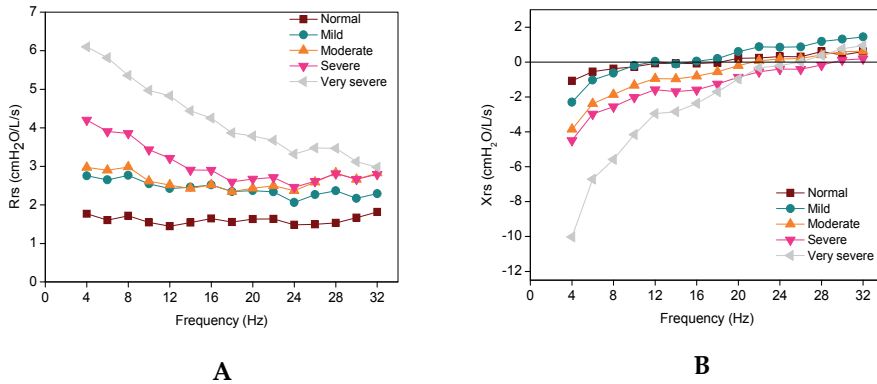 7
6
5
4
3
2
1
0
Rrs (cmH2O/L/s)
0 4 8 12 16 20 24 28 32
Frequency (Hz)
Normal
Mild
Moderate
Severe
Very severe
A
2
0
-2
-4
-6
-8
-10
-12
Xrs (cmH2O/L/s)
0 4 8 12 16 20 24 28 32
Frequency (Hz)
Normal
Mild
Moderate
Severe
Very severe
B